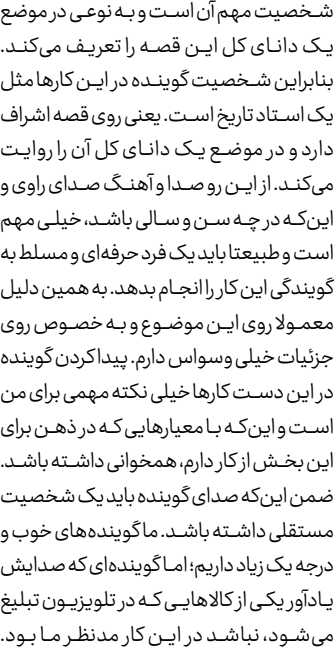 شخصیت مهم آن است و به نوعی در موضع
یک دانای کل این قصه را تعریف می‌کند.
بنابراین شخصیت گوینده در این کارها مثل
یک استاد تاریخ است. یعنی روی قصه اشراف
دارد و در موضع یک دانای کل آن را روایت
می‌کند. از این رو صدا و آهنگ صدای راوی و
این‌که در چه سن و سالی باشد، خیلی مهم
است و طبیعتا باید یک فرد حرفه‌ای و مسلط به
گویندگی این کار را انجام بدهد. به همین دلیل
معمولا روی این موضوع و به خصوص روی
جزئیات خیلی وسواس دارم. پیدا کردن گوینده
در این دست کارها خیلی نکته مهمی برای من
است و این‌که با معیارهایی که در ذهن برای
این بخش از کار دارم، همخوانی داشته باشد.
ضمن این‌که صدای گوینده باید یک شخصیت
مستقلی داشته باشد. ما گوینده‌های خوب و
درجه یک زیاد داریم؛ اما گوینده‌ای که صدایش
یادآور یکی از کالاهایی که در تلویزیون تبلیغ
می‌شود، نباشد در این کار مدنظر ما بود.